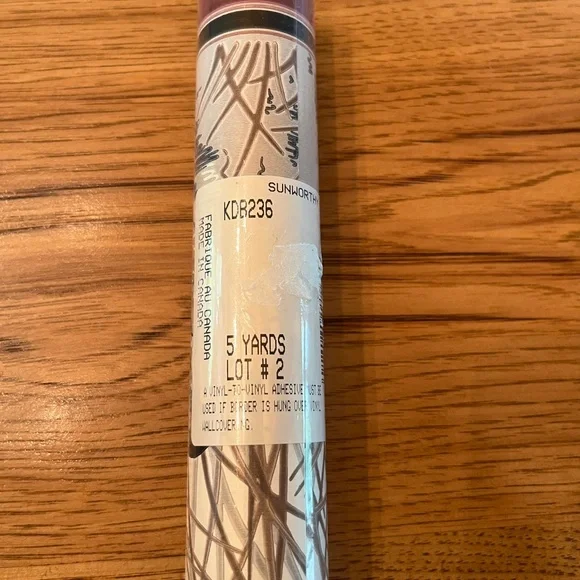 SUNWORTHY
KDB236
FABRIQUE AU CANADA
MADE IN CANADA
5 YARDS
LOT # 2
A VINYL-TO-VINYL ADHESIVE MUST BE
USED IF BORDER IS HUNG OVER VINYL
WALLCOVERING.